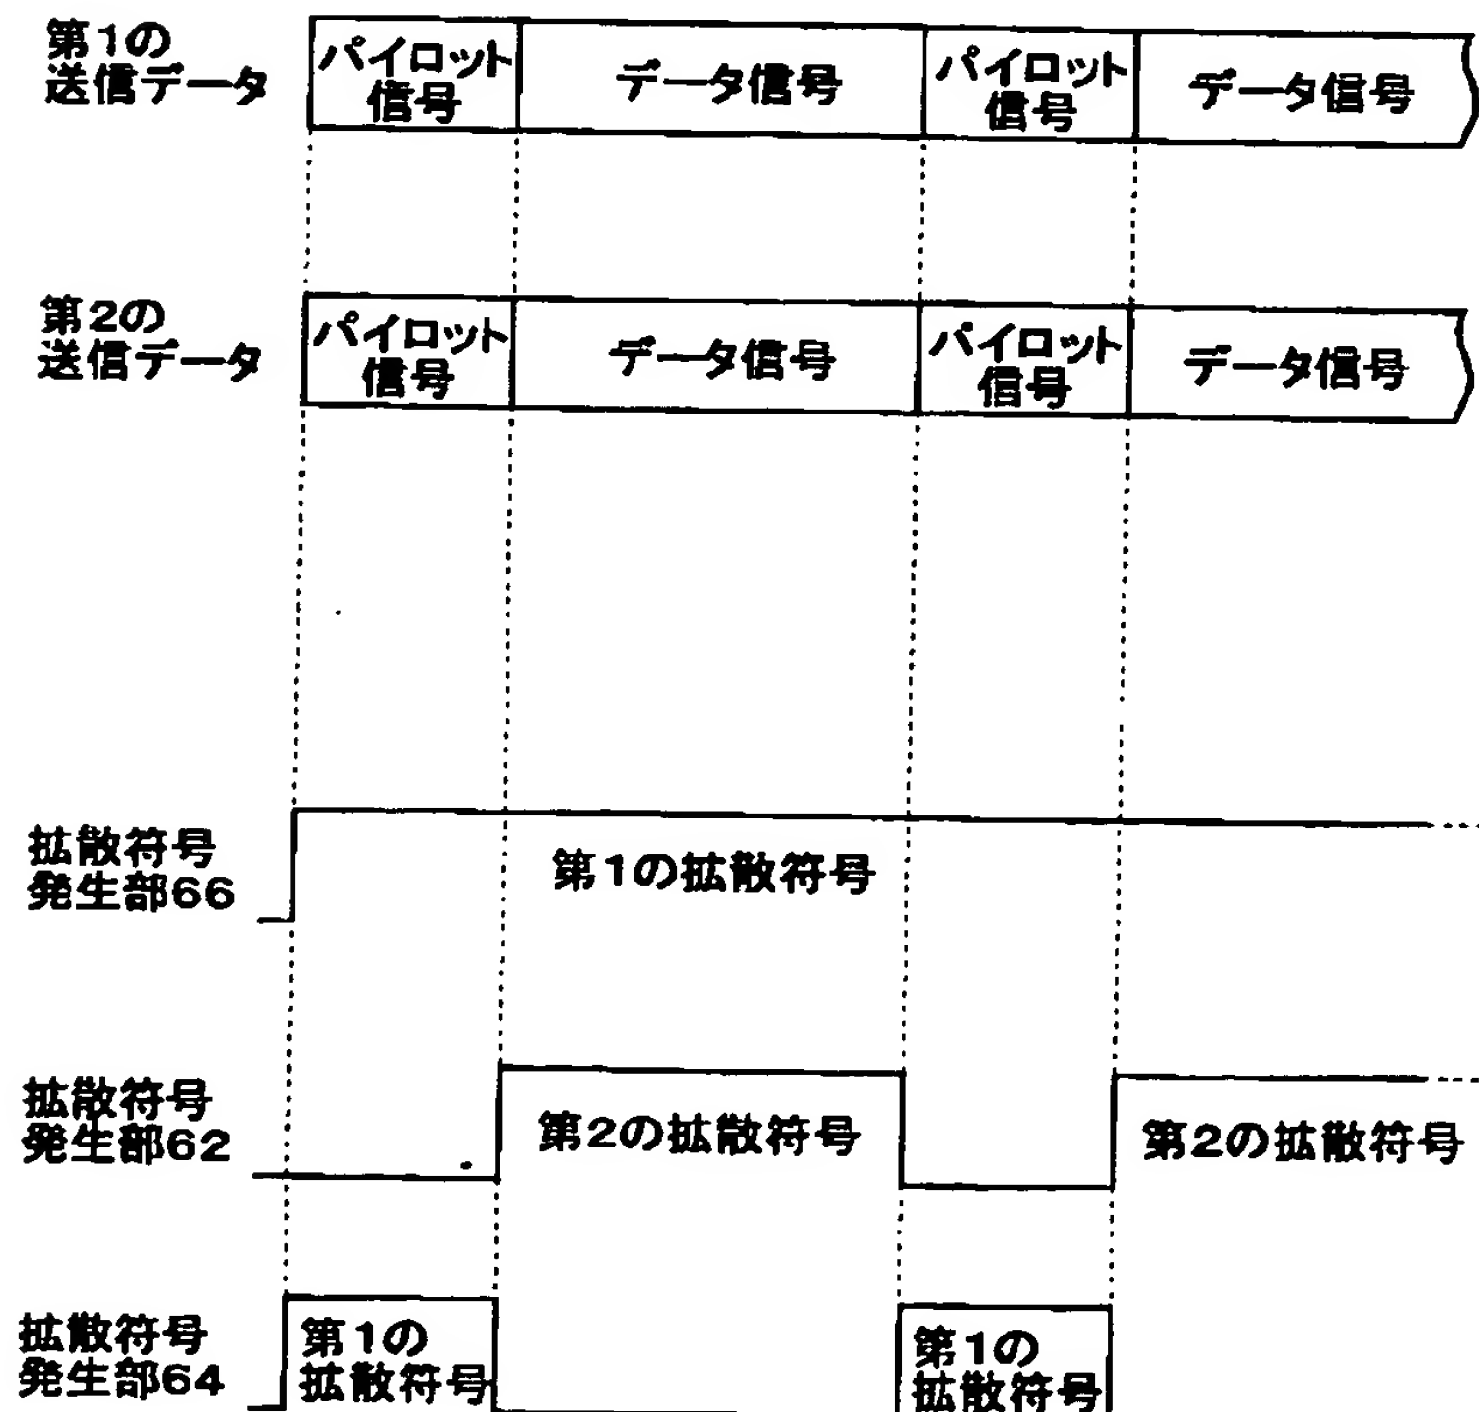 第1の
送信データ
パイロット
信号
データ信号
パイロット
信号
データ信号
第2の
送信データ
パイロット
信号
データ信号
パイロット
信号
データ信号
拡散符号
発生部66
第1の拡散符号
拡散符号
発生部62
第2の拡散符号
第2の拡散符号
拡散符号
発生部64
第1の
拡散符号
第1の
拡散符号